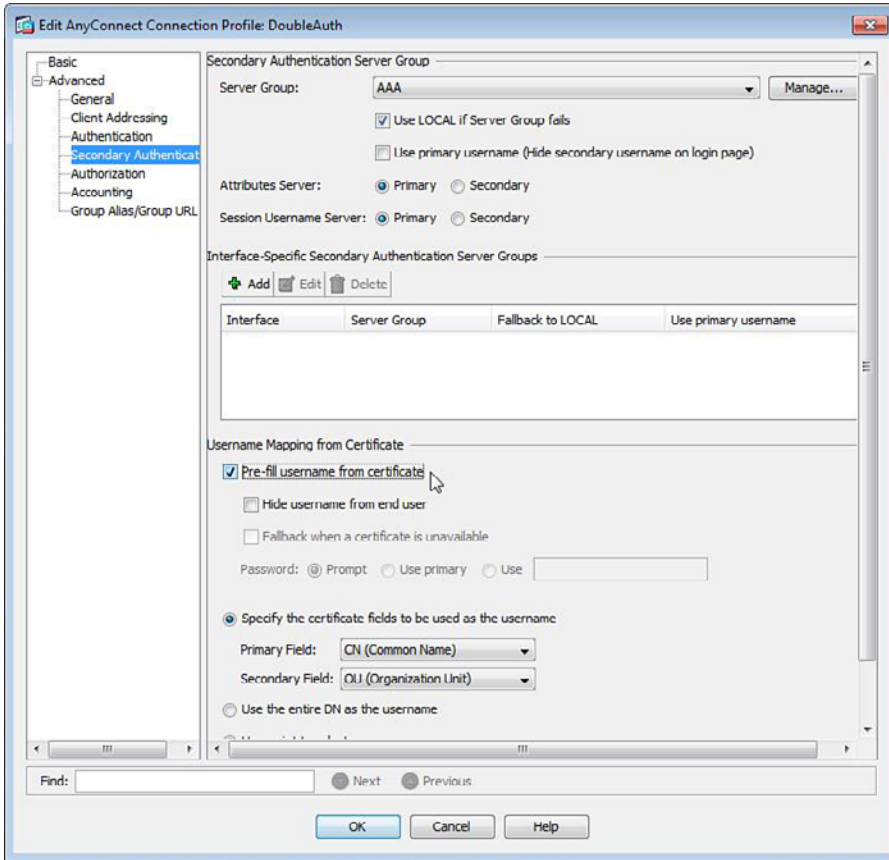 Edit AnyConnect Connection Profile: DoubleAuth
Basic
Advanced
General
Client Addressing
Authentication
Secondary Authenticat
Authorization
Accounting
Group Alias/Group URL
Secondary Authentication Server Group
Server Group: AAA Manage...
Use LOCAL if Server Group fails
Use primary username (Hide secondary username on login page)
Attributes Server: Primary Secondary
Session Username Server: Primary Secondary
Interface-Specific Secondary Authentication Server Groups
Add Edit Delete
Interface Server Group Fallback to LOCAL Use primary username
Username Mapping from Certificate
Pre-fill username from certificate
Hide username from end user
Fallback when a certificate is unavailable
Password: Prompt Use primary Use
Specify the certificate fields to be used as the username
Primary Field: CN (Common Name)
Secondary Field: OU (Organization Unit)
Use the entire DN as the username
Find: Next Previous
OK Cancel Help